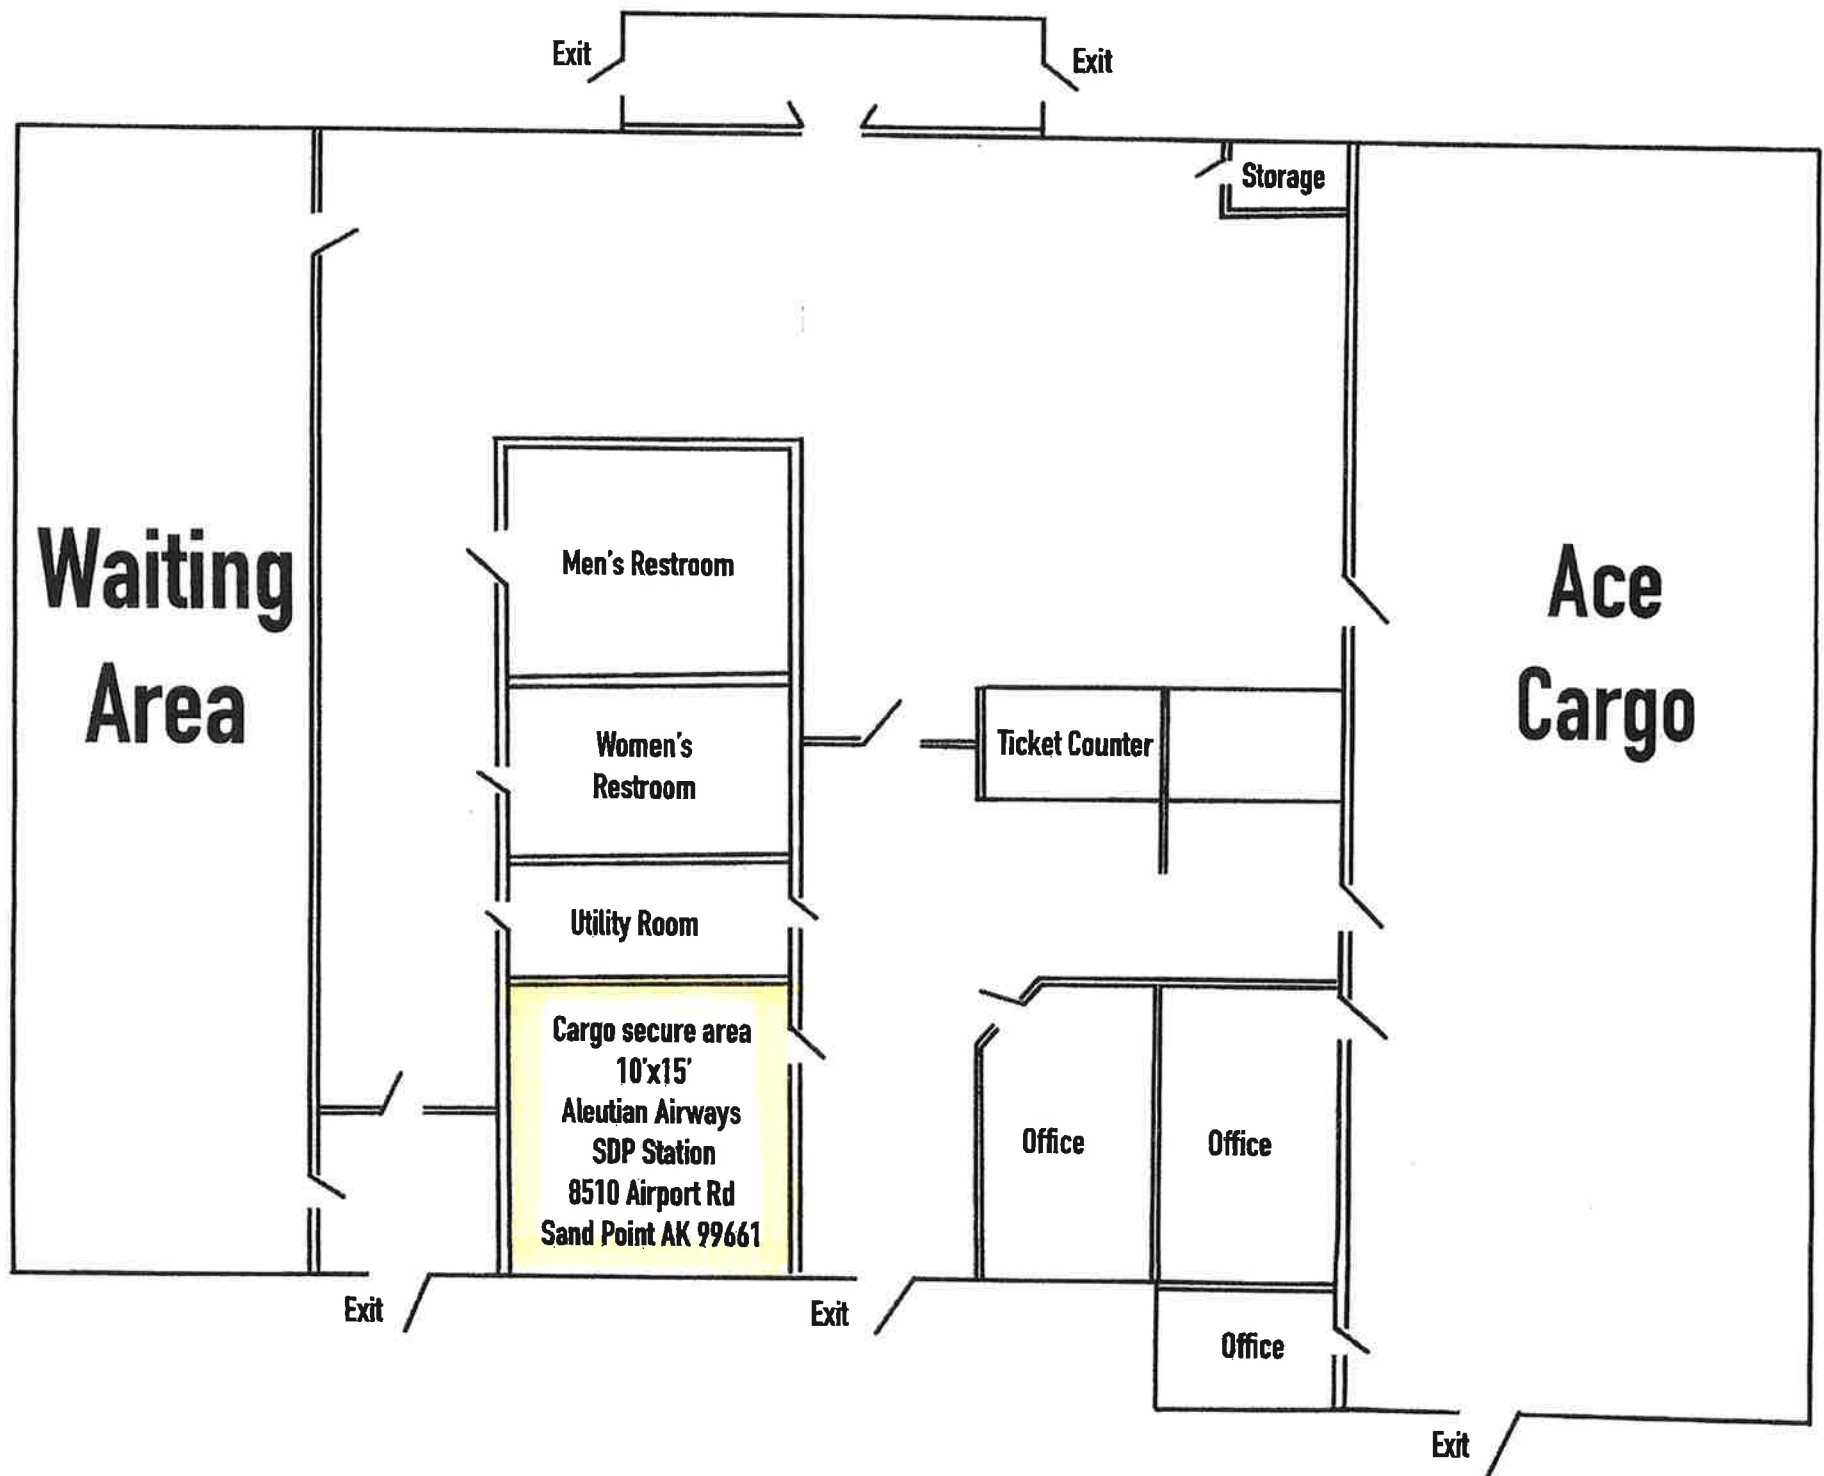 Exit
Exit
Storage
Waiting
Area
Men's Restroom
Ace
Cargo
Women's
Restroom
Ticket Counter
Utility Room
Cargo secure area
10'x15'
Aleutian Airways
SDP Station
8510 Airport Rd
Sand Point AK 99661
Office
Office
Exit
Exit
Office
Exit